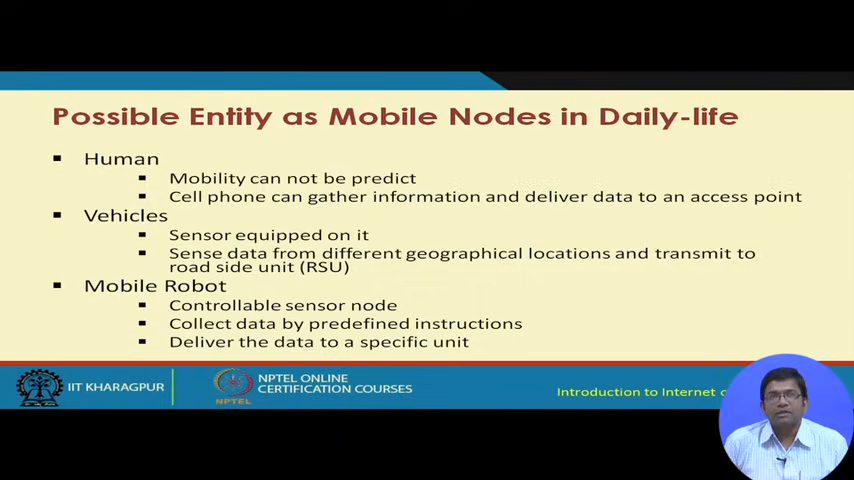 Possible Entity as Mobile Nodes in Daily-life
Human
Mobility can not be predict
Cell phone can gather information and deliver data to an access point
Vehicles
Sensor equipped on it
Sense data from different geographical locations and transmit to
road side unit (RSU)
Mobile Robot
Controllable sensor node
Collect data by predefined instructions
Deliver the data to a specific unit
IIT KHARAGPUR
NPTEL
NPTEL ONLINE
CERTIFICATION COURSES
Introduction to Internet